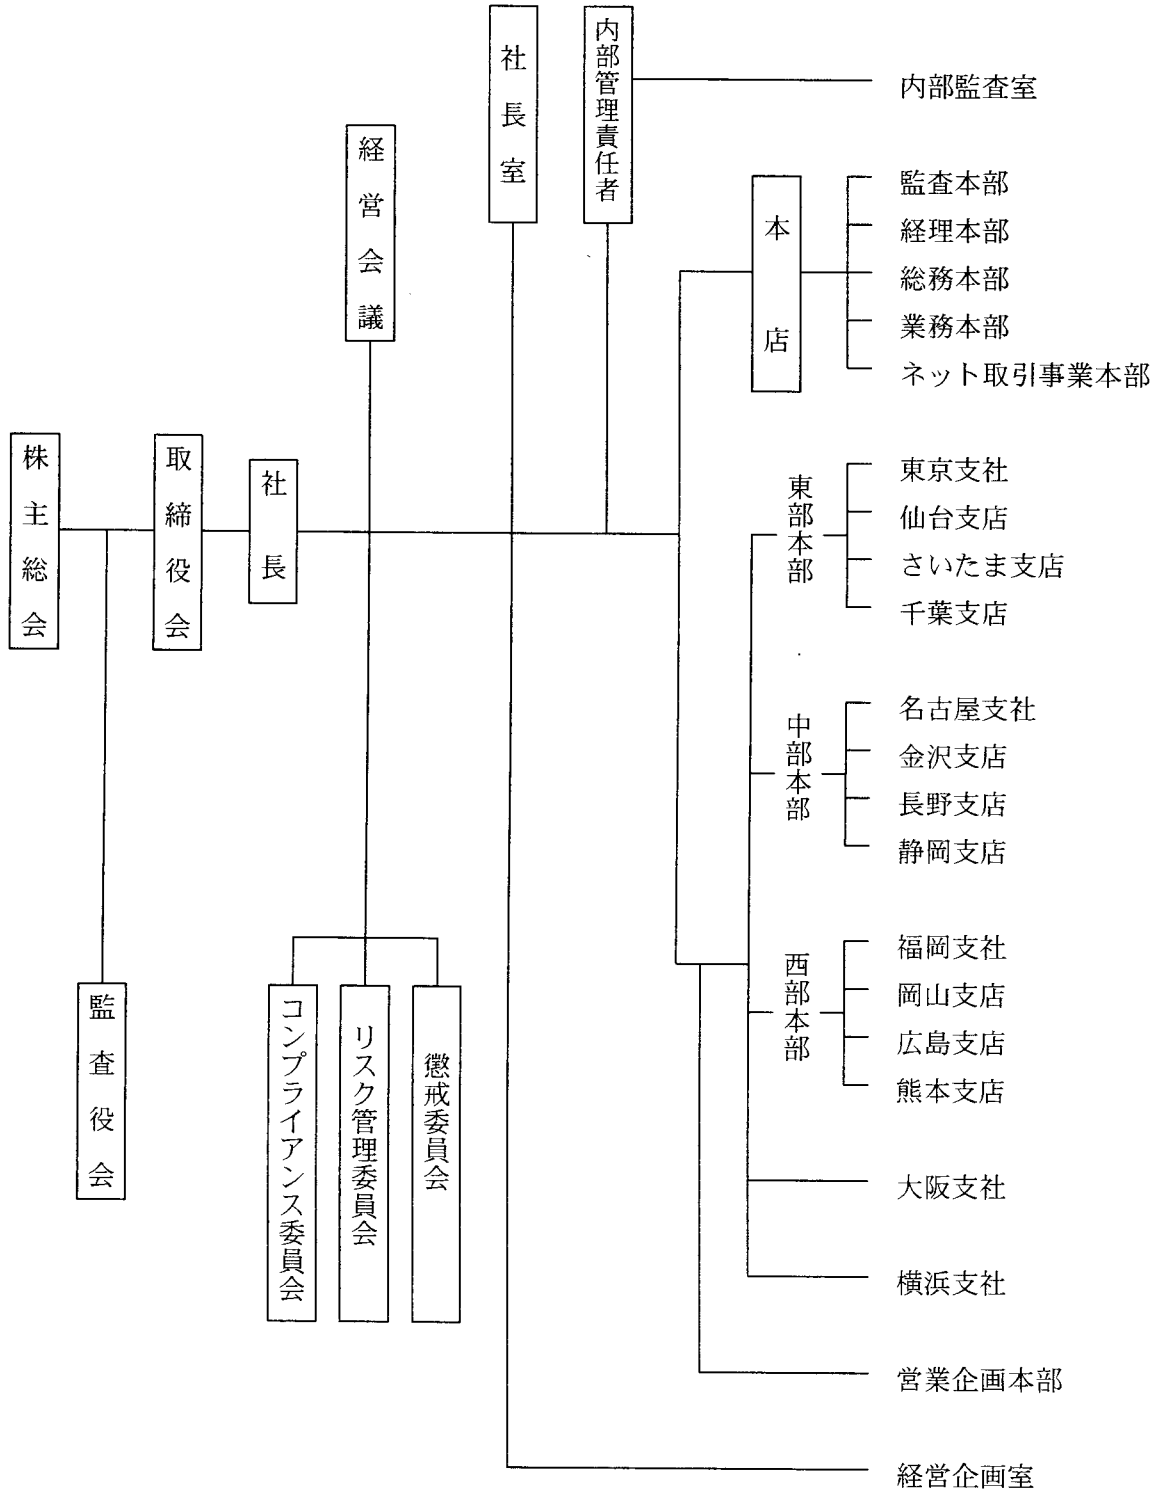 株主総会
監査役会
取締役会
社長
経営会議
コンプライアンス委員会
リスク管理委員会
懲戒委員会
社長室
内部管理責任者
内部監査室
本店
監査本部
経理本部
総務本部
業務本部
ネット取引事業本部
東部本部
東京支社
仙台支店
さいたま支店
千葉支店
中部本部
名古屋支社
金沢支店
長野支店
静岡支店
西部本部
福岡支社
岡山支店
広島支店
熊本支店
大阪支社
横浜支社
営業企画本部
経営企画室